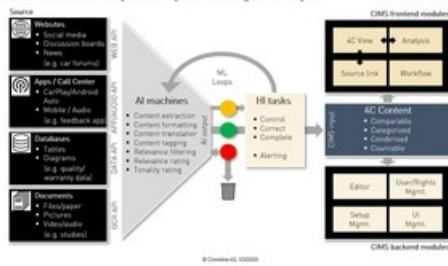 Source
Websites
• Social media
• Discussion boards
• News
(e.g. car forums)
Apps / Call Center
• CarPlay/Android
Auto
• Mobile / Audio
(e.g. feedback app)
Databases
• Tables
• Diagrams
(e.g. quality/
warranty data)
Documents
• Files/paper
• Pictures
• Video/audio
(e.g. studies)
WEB API
APP/AUDIO API
DATA API
OCR API
AI machines
• Content extraction
• Content formatting
• Content translation
• Content tagging
• Relevance filtering
• Relevance rating
• Tonality rating
AI output
ML
Loops
HI tasks
• Control
• Correct
• Complete
• Alerting
CIMS input
CIMS frontend modules
4C View
Analysis
Source link
Workflow
4C Content
• Comparable
• Categorized
• Condensed
• Countable
Editor
User/Rights
Mgmt.
Setup
Mgmt.
UI
Mgmt.
CIMS backend modules